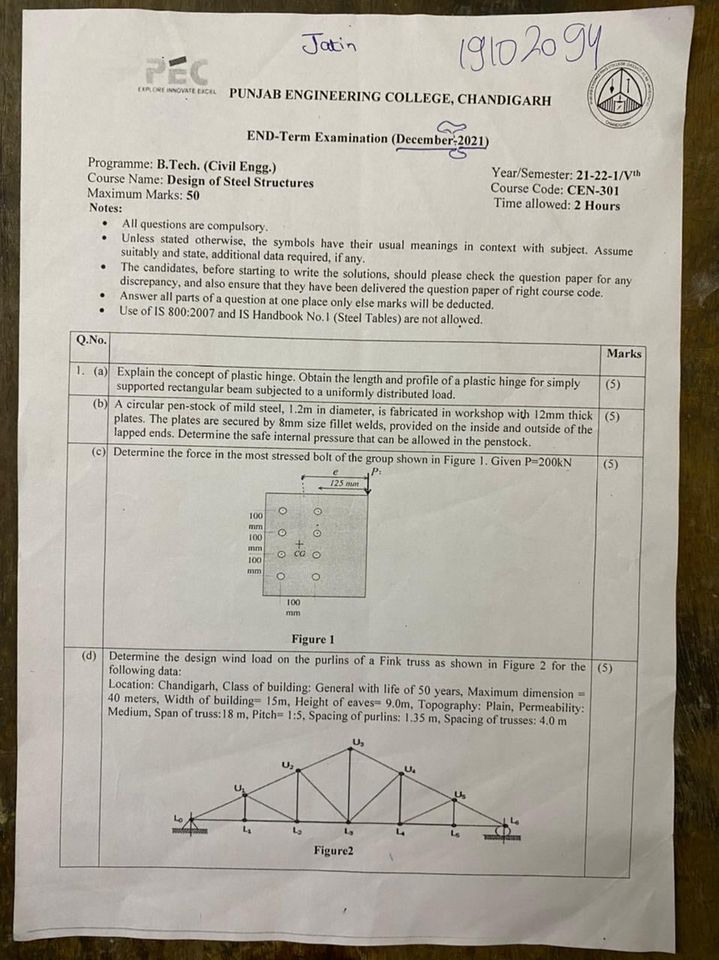 Jatin
19102094
PEC
EXPLORE INNOVATE EXCEL
PUNJAB ENGINEERING COLLEGE, CHANDIGARH
END-Term Examination (December-2021)
Programme: B.Tech. (Civil Engg.)
Year/Semester: 21-22-1/Vth
Course Name: Design of Steel Structures
Course Code: CEN-301
Maximum Marks: 50
Time allowed: 2 Hours
Notes:
• All questions are compulsory.
• Unless stated otherwise, the symbols have their usual meanings in context with subject. Assume
suitably and state, additional data required, if any.
• The candidates, before starting to write the solutions, should please check the question paper for any
discrepancy, and also ensure that they have been delivered the question paper of right course code.
• Answer all parts of a question at one place only else marks will be deducted.
• Use of IS 800:2007 and IS Handbook No.1 (Steel Tables) are not allowed.
Q.No.
Marks
1. (a) Explain the concept of plastic hinge. Obtain the length and profile of a plastic hinge for simply (5)
supported rectangular beam subjected to a uniformly distributed load.
(b) A circular pen-stock of mild steel, 1.2m in diameter, is fabricated in workshop with 12mm thick (5)
plates. The plates are secured by 8mm size fillet welds, provided on the inside and outside of the
lapped ends. Determine the safe internal pressure that can be allowed in the penstock.
(c) Determine the force in the most stressed bolt of the group shown in Figure 1. Given P=200kN (5)
e P
125 mm
100
mm
100
mm
100
mm
CG
100
mm
Figure 1
(d) Determine the design wind load on the purlins of a Fink truss as shown in Figure 2 for the (5)
following data:
Location: Chandigarh, Class of building: General with life of 50 years, Maximum dimension =
40 meters, Width of building= 15m, Height of eaves= 9.0m, Topography: Plain, Permeability:
Medium, Span of truss:18 m, Pitch= 1:5, Spacing of purlins: 1.35 m, Spacing of trusses: 4.0 m
U3
U2 U4
U1 U5
L0 L6
L1 L2 L3 L4 L5
Figure2